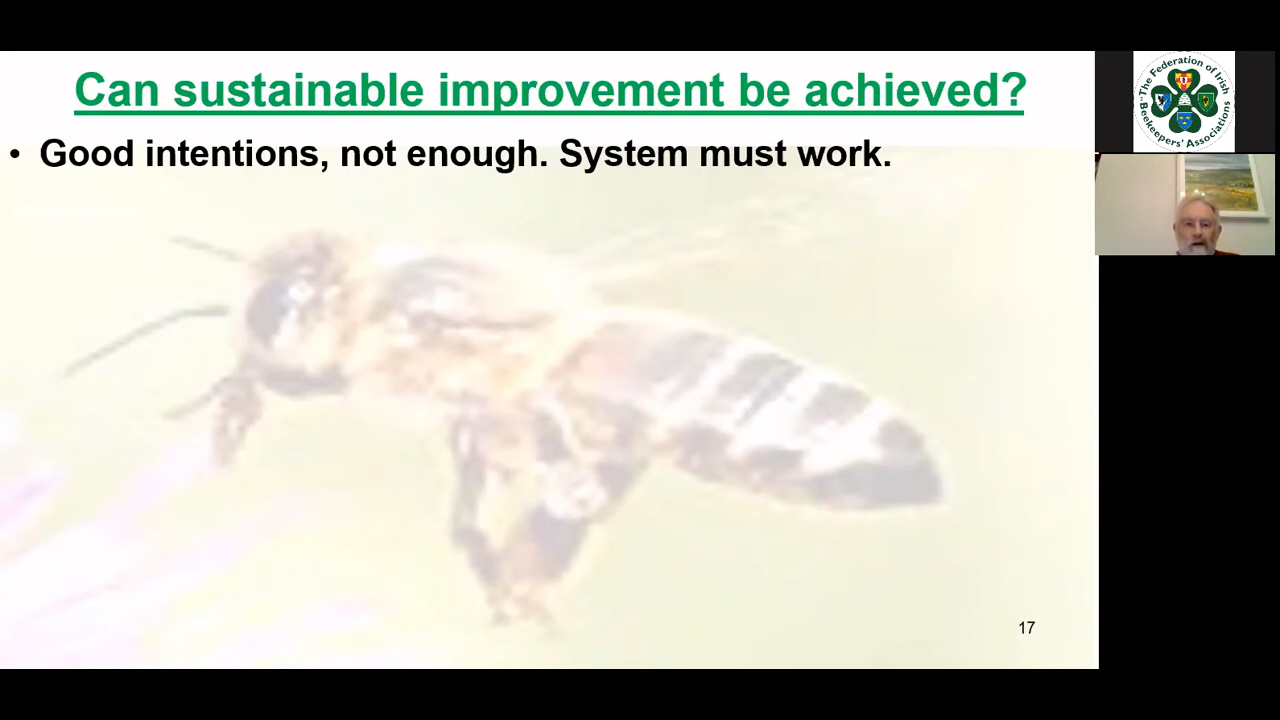 Can sustainable improvement be achieved?
• Good intentions, not enough. System must work.
17
"The Federation of Irish
Beekeepers' Associations"